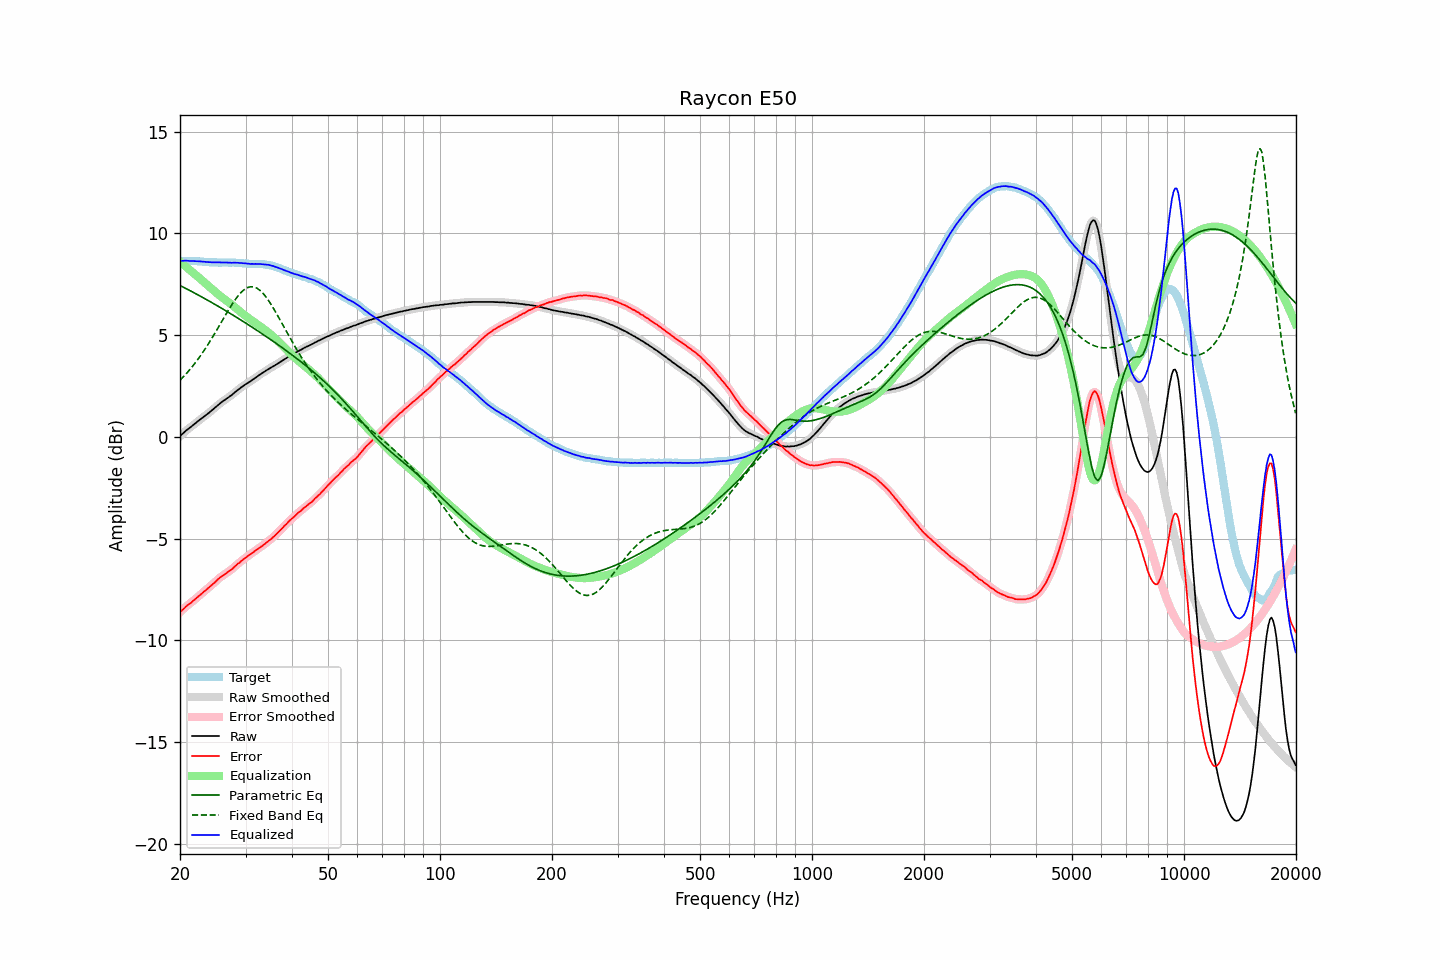 Raycon E50
15
10
5
0
−5
−10
−15
−20
Amplitude (dBr)
Target
Raw Smoothed
Error Smoothed
Raw
Error
Equalization
Parametric Eq
Fixed Band Eq
Equalized
20 50 100 200 500 1000 2000 5000 10000 20000
Frequency (Hz)